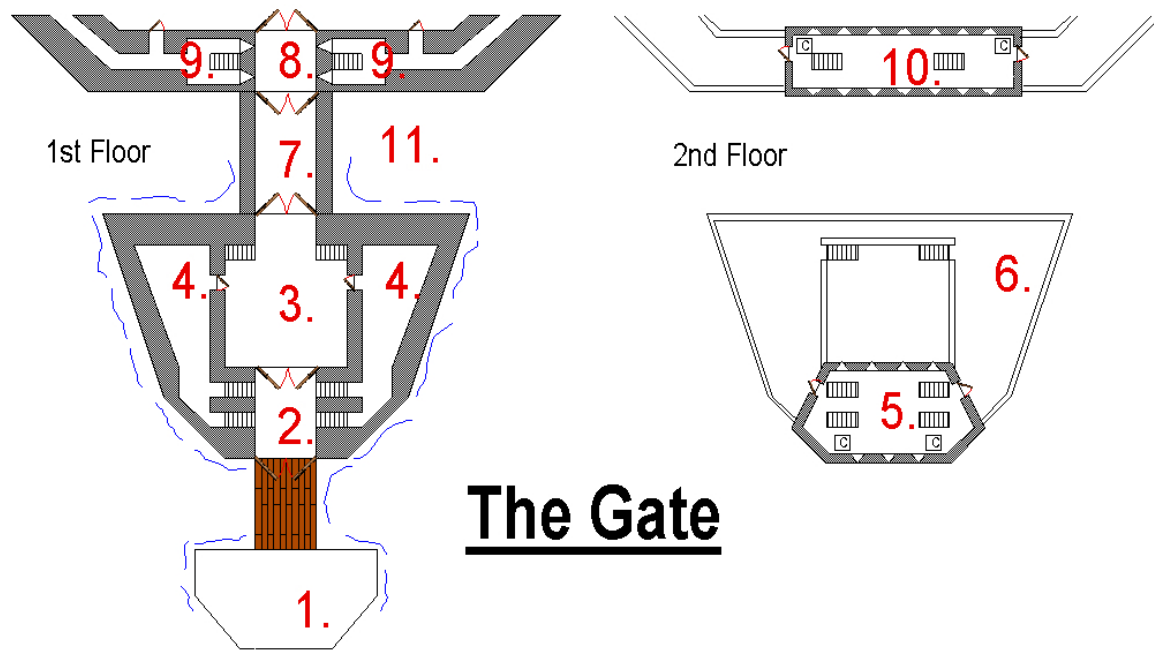 9.
8.
9.
10.
1st Floor
7.
11.
2nd Floor
4.
3.
4.
6.
2.
5.
The Gate
1.
C
C
C
C